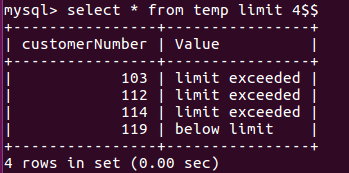 mysql> select * from temp limit 4$$
+----------------+----------------+
| customerNumber | Value          |
+----------------+----------------+
|            103 | limit exceeded |
|            112 | limit exceeded |
|            114 | limit exceeded |
|            119 | below limit    |
+----------------+----------------+
4 rows in set (0.00 sec)